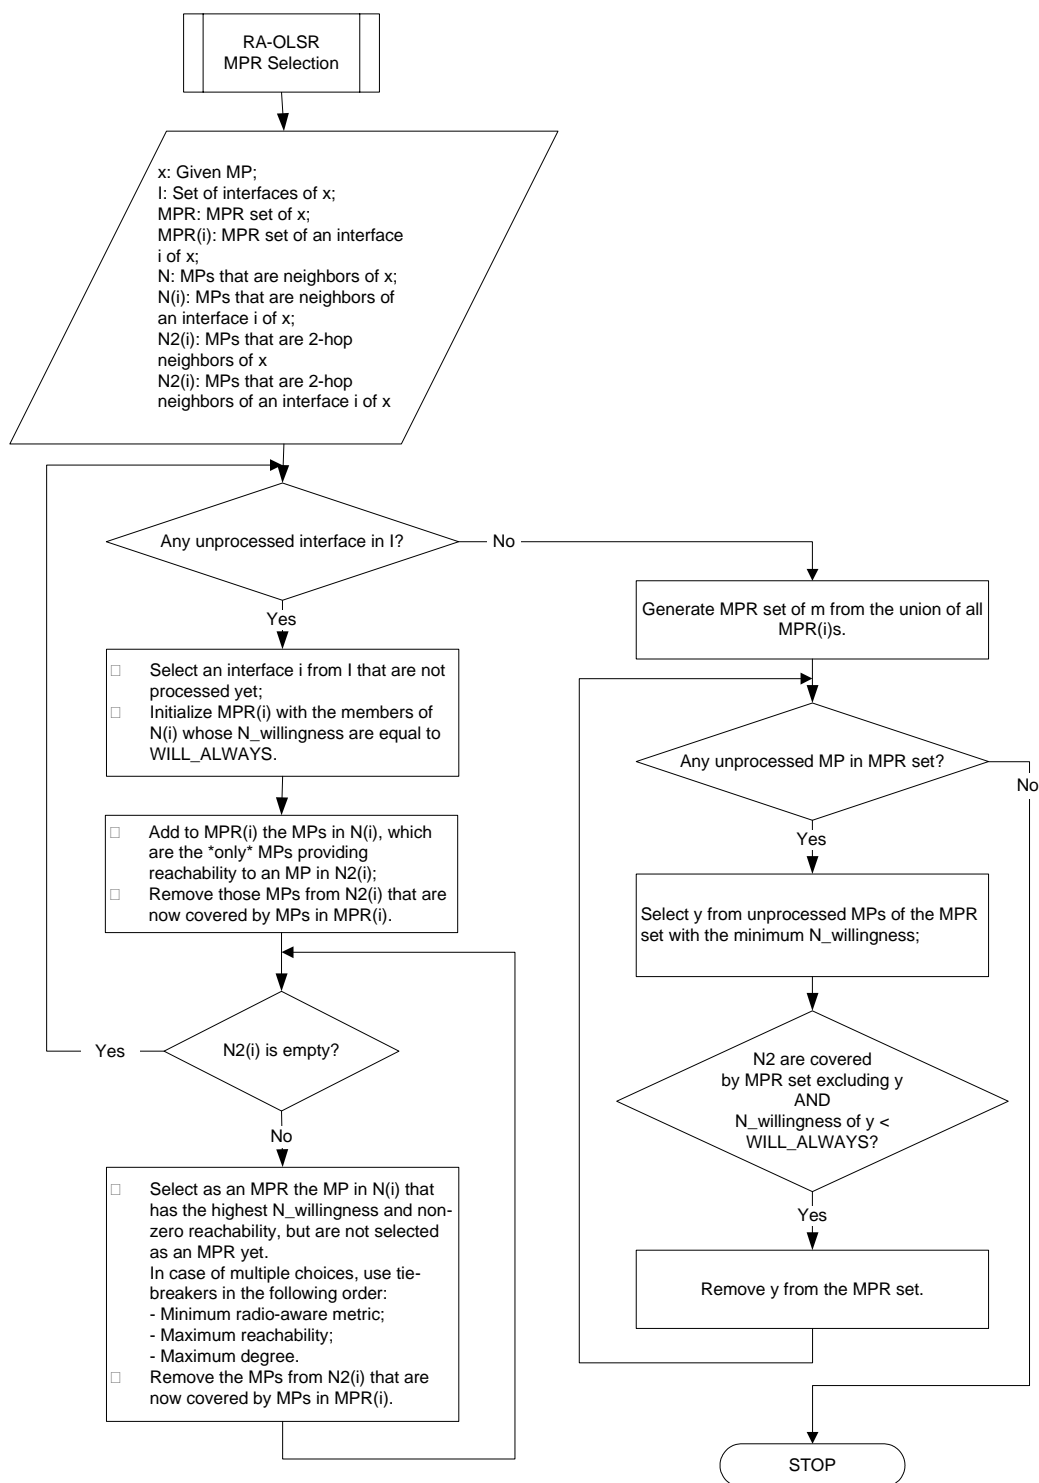 RA-OLSR
MPR Selection
x: Given MP;
I: Set of interfaces of x;
MPR: MPR set of x;
MPR(i): MPR set of an interface
i of x;
N: MPs that are neighbors of x;
N(i): MPs that are neighbors of
an interface i of x;
N2(i): MPs that are 2-hop
neighbors of x
N2(i): MPs that are 2-hop
neighbors of an interface i of x
Any unprocessed interface in I?
No
Yes
Select an interface i from I that are not
processed yet;
Initialize MPR(i) with the members of
N(i) whose N_willingness are equal to
WILL_ALWAYS.
Add to MPR(i) the MPs in N(i), which
are the *only* MPs providing
reachability to an MP in N2(i);
Remove those MPs from N2(i) that are
now covered by MPs in MPR(i).
N2(i) is empty?
Yes
No
Select as an MPR the MP in N(i) that
has the highest N_willingness and non-
zero reachability, but are not selected
as an MPR yet.
In case of multiple choices, use tie-
breakers in the following order:
- Minimum radio-aware metric;
- Maximum reachability;
- Maximum degree.
Remove the MPs from N2(i) that are
now covered by MPs in MPR(i).
Generate MPR set of m from the union of all
MPR(i)s.
Any unprocessed MP in MPR set?
No
Yes
Select y from unprocessed MPs of the MPR
set with the minimum N_willingness;
N2 are covered
by MPR set excluding y
AND
N_willingness of y <
WILL_ALWAYS?
Yes
Remove y from the MPR set.
STOP